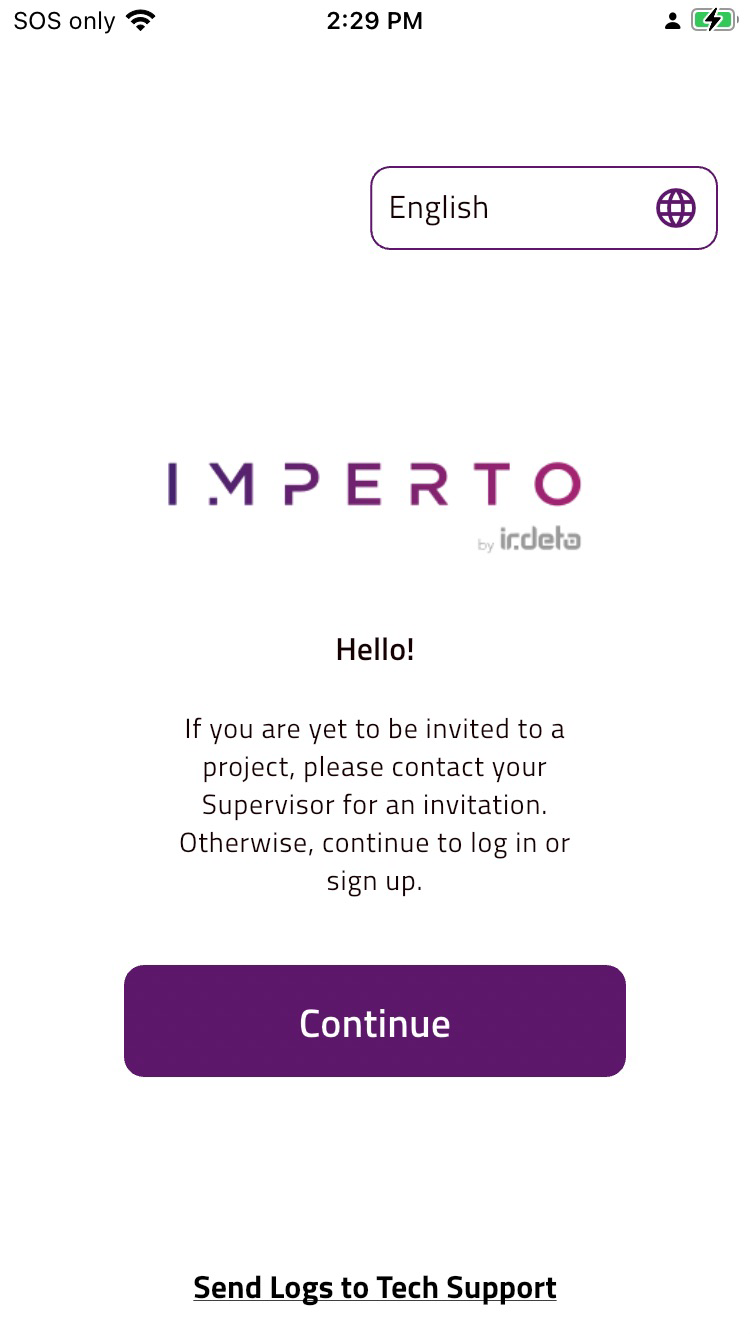 SOS only
2:29 PM
English
IMPERTO
by irdeto
Hello!
If you are yet to be invited to a
project, please contact your
Supervisor for an invitation.
Otherwise, continue to log in or
sign up.
Continue
Send Logs to Tech Support